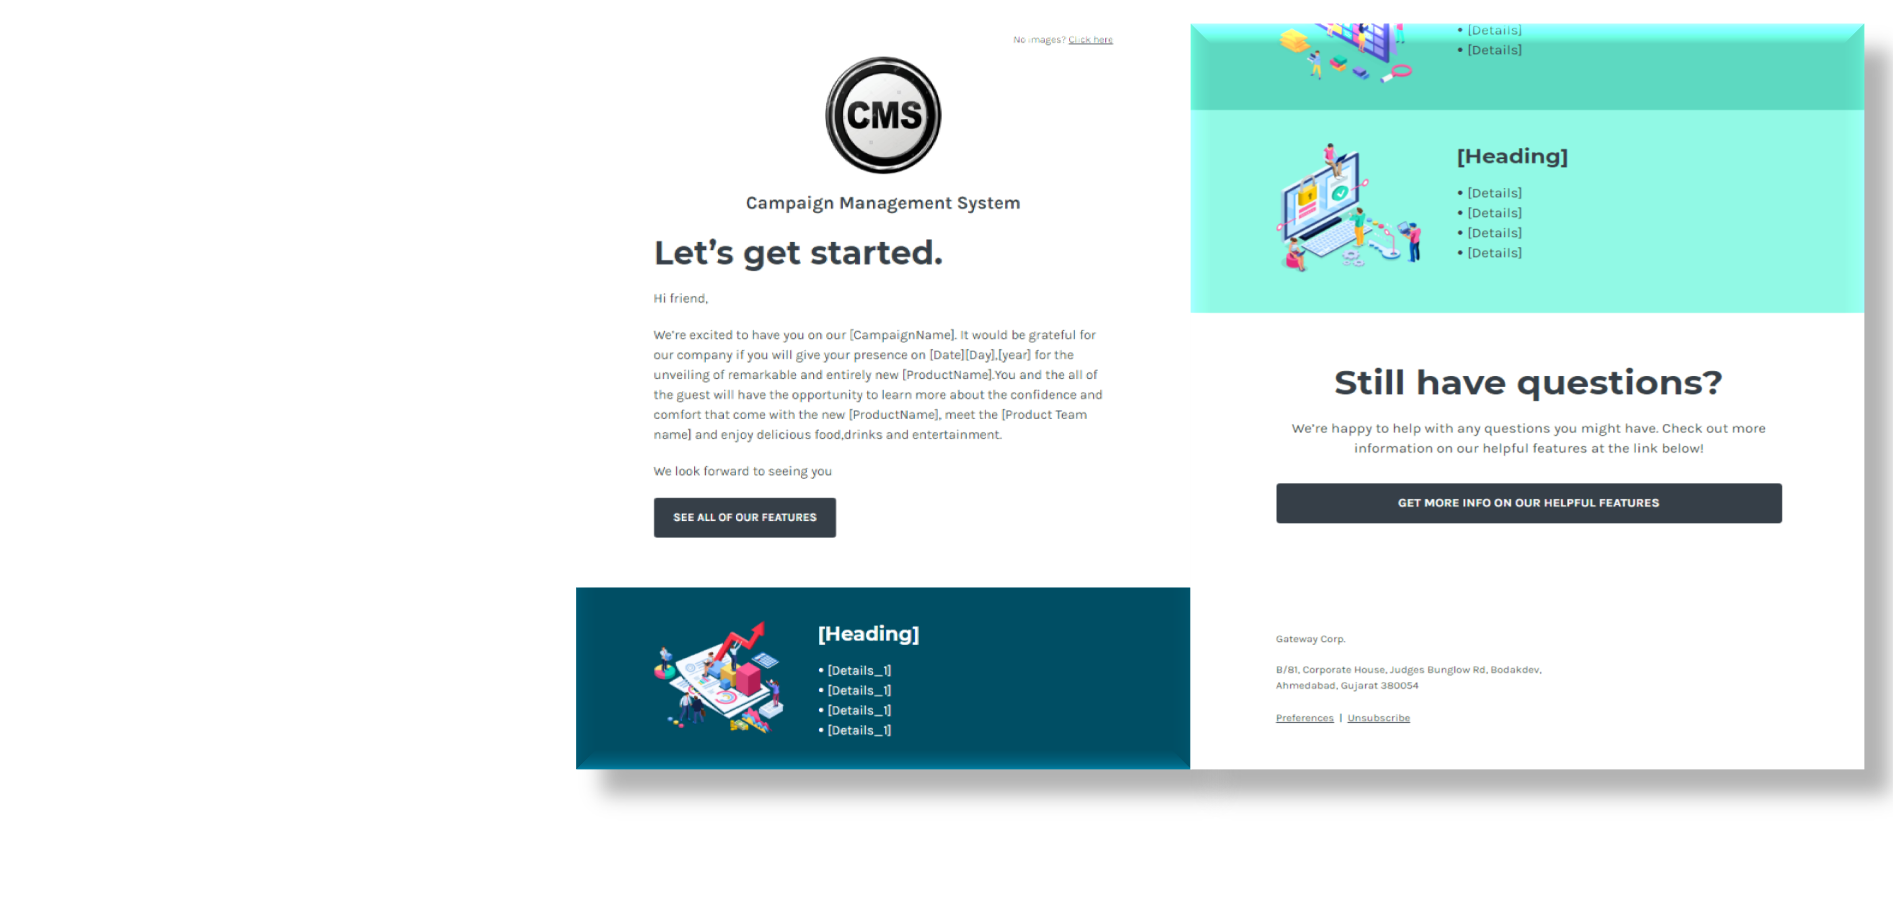 No images? Click here
CMS
Campaign Management System
Let's get started.
Hi friend,
We're excited to have you on our [CampaignName]. It would be grateful for
our company if you will give your presence on [Date][Day],[year] for the
unveiling of remarkable and entirely new [ProductName].You and the all of
the guest will have the opportunity to learn more about the confidence and
comfort that come with the new [ProductName], meet the [Product Team
name] and enjoy delicious food,drinks and entertainment.
We look forward to seeing you
SEE ALL OF OUR FEATURES
[Heading]
• [Details_1]
• [Details_1]
• [Details_1]
• [Details_1]
• [Details]
• [Details]
[Heading]
• [Details]
• [Details]
• [Details]
• [Details]
Still have questions?
We're happy to help with any questions you might have. Check out more
information on our helpful features at the link below!
GET MORE INFO ON OUR HELPFUL FEATURES
Gateway Corp.
B/81, Corporate House, Judges Bunglow Rd, Bodakdev,
Ahmedabad, Gujarat 380054
Preferences | Unsubscribe